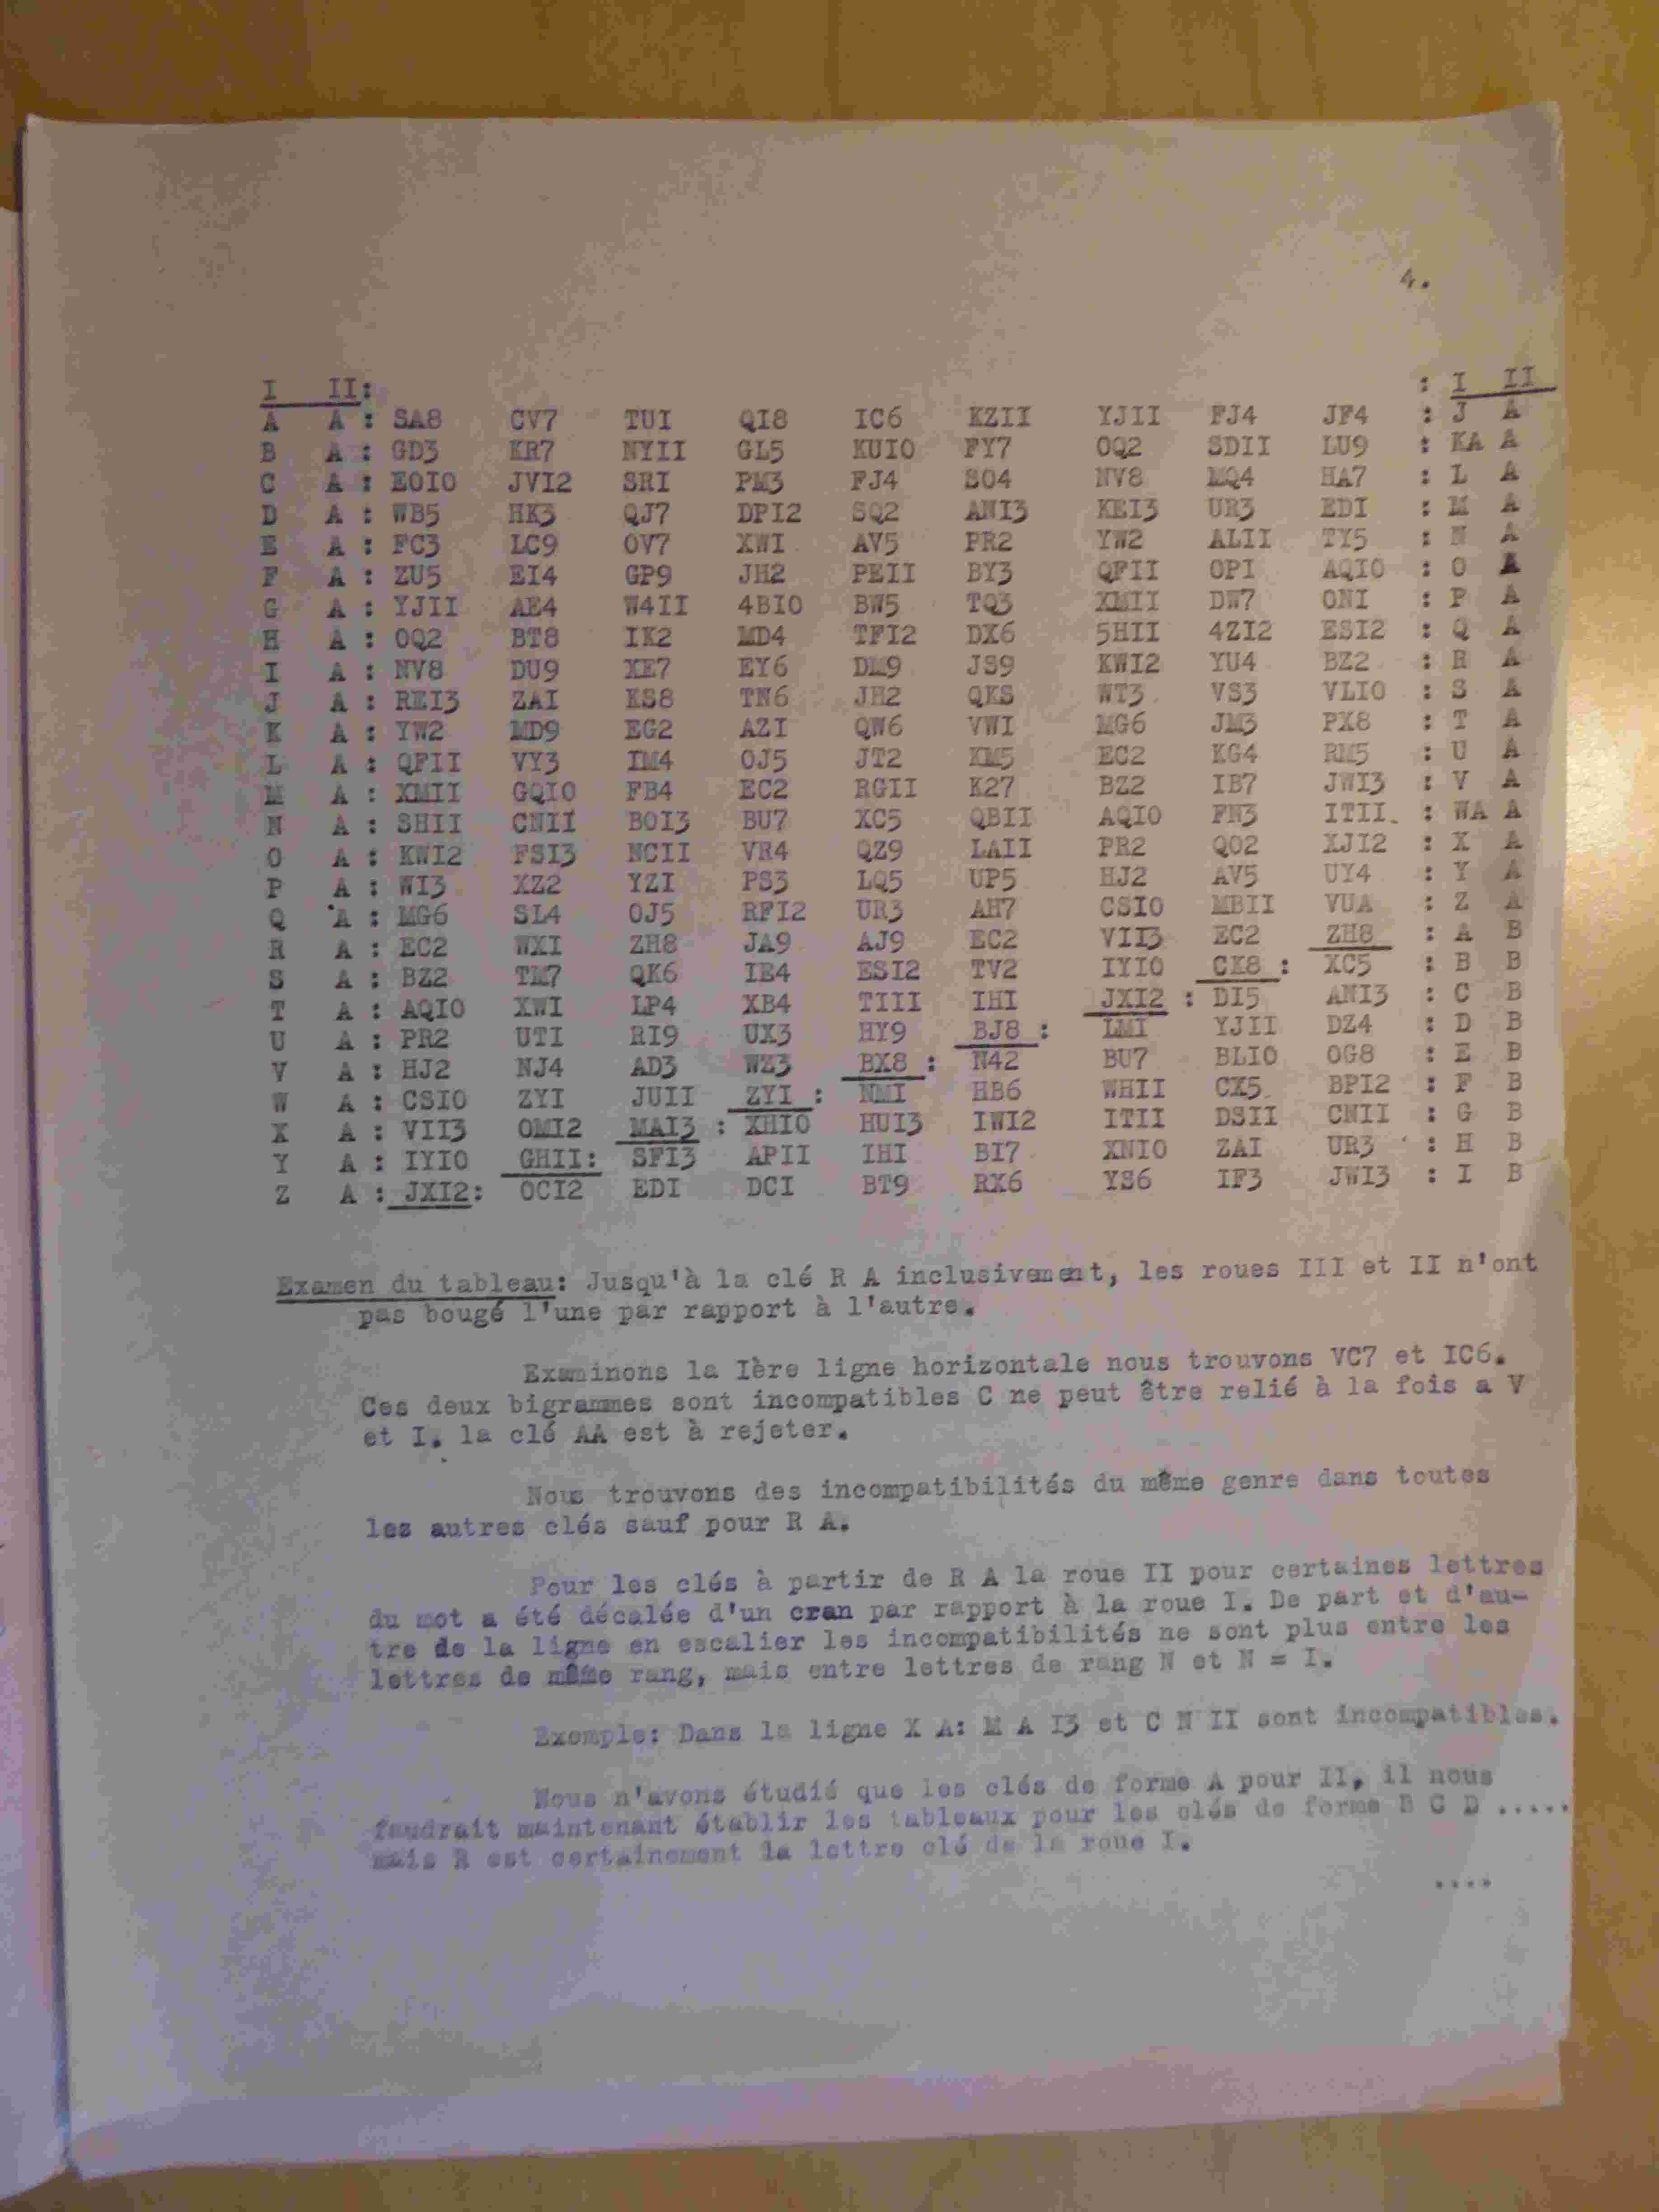 4.
I II: : I II
A A : SA8 CV7 TUI QI8 IC6 KZII YJII FJ4 JF4 : J A
B A : GD3 KR7 NYII GL5 KUIO FY7 OQ2 SDII LU9 : KA A
C A : EOIO JVI2 SRI PM3 FJ4 SO4 NV8 MQ4 HA7 : L A
D A : WB5 HK3 QJ7 DPI2 SQ2 ANI3 KEI3 UR3 EDI : M A
E A : FC3 LC9 OV7 XWI AV5 PR2 YW2 ALII TY5 : N A
F A : ZU5 EI4 GP9 JH2 PEII BY3 QFII OPI AQIO : O A
G A : YJII AE4 W4II 4BIO BW5 TQ3 XMII DW7 ONI : P A
H A : OQ2 BT8 IK2 MD4 TFI2 DX6 5HII 4ZI2 ESI2 : Q A
I A : NV8 DU9 XE7 EY6 DM9 JS9 KWI2 YU4 BZ2 : R A
J A : REI3 ZAI KS8 TN6 JH2 QKS WT3 VS3 VLIO : S A
K A : YW2 MD9 EG2 AZI QW6 VWI MG6 JM3 PX8 : T A
L A : QFII VY3 IM4 OJ5 JT2 XM5 EC2 KG4 RM5 : U A
M A : XMII GQIO FB4 EC2 RGII K27 BZ2 IB7 JWI3 : V A
N A : SHII CNII BOI3 BU7 XC5 QBII AQIO FN3 ITII. : WA A
O A : KWI2 FSI3 NCII VR4 QZ9 LAII PR2 QO2 XJI2 : X A
P A : WI3 XZ2 YZI PS3 LQ5 UP5 HJ2 AV5 UY4 : Y A
Q A : MG6 SL4 OJ5 RFI2 UR3 AH7 CSIO MBII VUA : Z A
R A : EC2 WXI ZH8 JA9 AJ9 EC2 VII3 EC2 ZH8 : A B
S A : BZ2 TM7 QK6 IE4 ESI2 TV2 IYIO CK8 : XC5 : B B
T A : AQIO XWI LP4 XB4 TIII IHI JXI2 : DI5 ANI3 : C B
U A : PR2 UTI RI9 UX3 HY9 BJ8 : LMI YJII DZ4 : D B
V A : HJ2 NJ4 AD3 WZ3 BX8 : N42 BU7 BLIO OG8 : E B
W A : CSIO ZYI JUII ZYI : NMI HB6 WHII CX5 BPI2 : F B
X A : VII3 OMI2 MAI3 : XHIO HUI3 IWI2 ITII DSII CNII : G B
Y A : IYIO GHII: SFI3 APII IHI BI7 XNIO ZAI UR3 : H B
Z A : JXI2: OCI2 EDI DCI BT9 RX6 YS6 IF3 JWI3 : I B
Examen du tableau: Jusqu'à la clé R A inclusivement, les roues III et II n'ont
pas bougé l'une par rapport à l'autre.
Examinons la Ière ligne horizontale nous trouvons VC7 et IC6.
Ces deux bigrammes sont incompatibles C ne peut être relié à la fois a V
et I. la clé AA est à rejeter.
Nous trouvons des incompatibilités du même genre dans toutes
les autres clés sauf pour R A.
Pour les clés à partir de R A la roue II pour certaines lettres
du mot a été décalée d'un cran par rapport à la roue I. De part et d'au-
tre de la ligne en escalier les incompatibilités ne sont plus entre les
lettres de même rang, mais entre lettres de rang N et N = I.
Exemple: Dans la ligne X A: M A I3 et C N II sont incompatibles.
Nous n'avons étudié que les clés de forme A pour II, il nous
faudrait maintenant établir les tableaux pour les clés de forme B C D .....
mais R est certainement la lettre clé de la roue I.
....